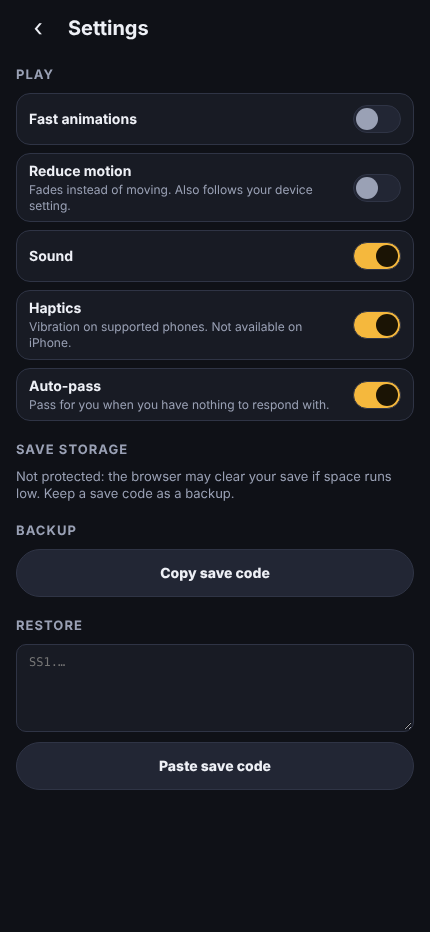 Settings
PLAY
Fast animations
Reduce motion
Fades instead of moving. Also follows your device
setting.
Sound
Haptics
Vibration on supported phones. Not available on
iPhone.
Auto-pass
Pass for you when you have nothing to respond with.
SAVE STORAGE
Not protected: the browser may clear your save if space runs
low. Keep a save code as a backup.
BACKUP
Copy save code
RESTORE
SS1.…
Paste save code